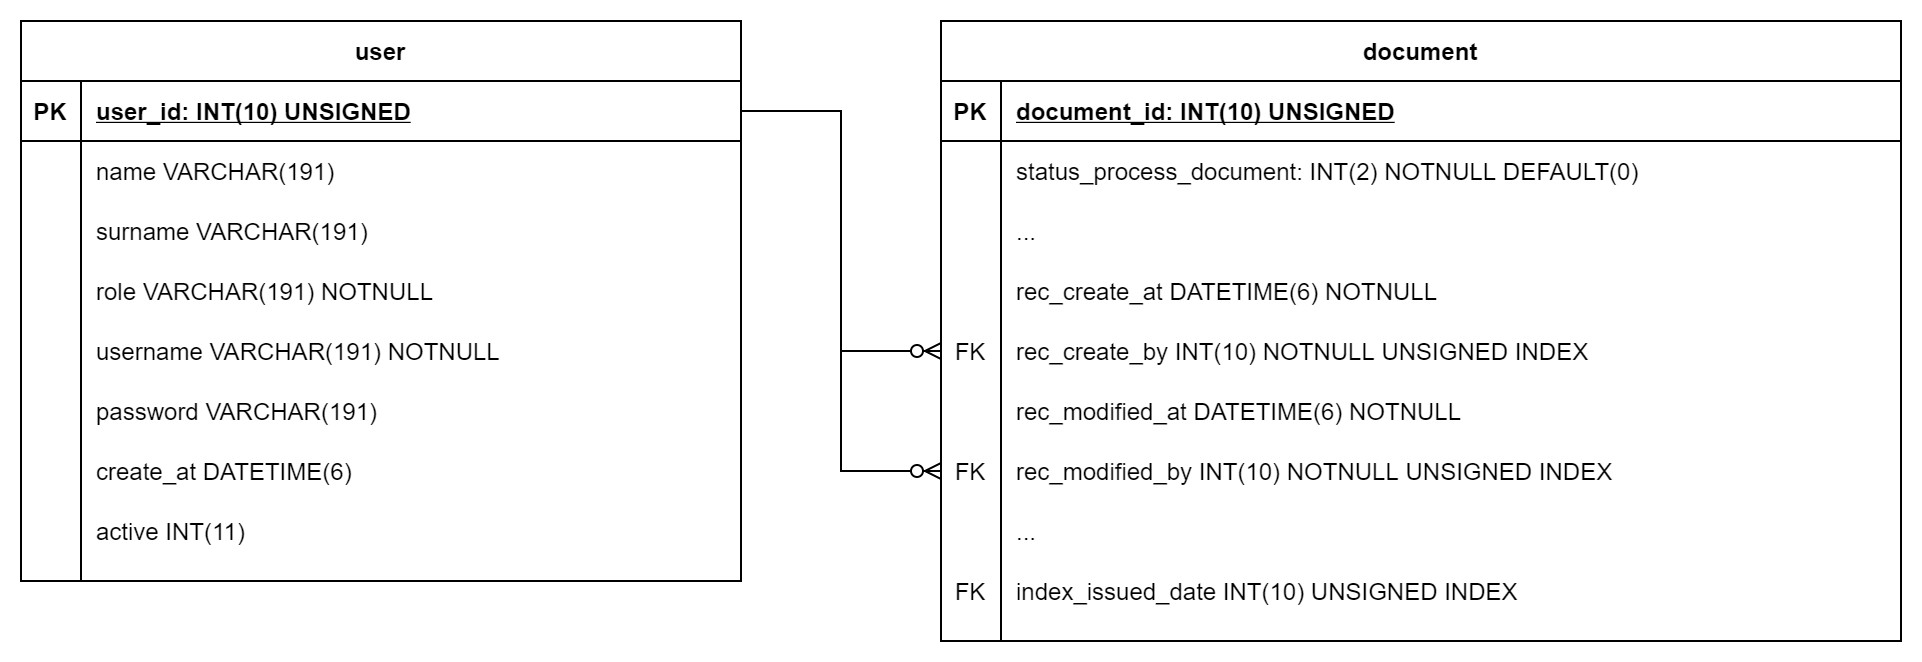 user
PK user_id: INT(10) UNSIGNED
name VARCHAR(191)
surname VARCHAR(191)
role VARCHAR(191) NOTNULL
username VARCHAR(191) NOTNULL
password VARCHAR(191)
create_at DATETIME(6)
active INT(11)
document
PK document_id: INT(10) UNSIGNED
status_process_document: INT(2) NOTNULL DEFAULT(0)
...
rec_create_at DATETIME(6) NOTNULL
FK rec_create_by INT(10) NOTNULL UNSIGNED INDEX
rec_modified_at DATETIME(6) NOTNULL
FK rec_modified_by INT(10) NOTNULL UNSIGNED INDEX
...
FK index_issued_date INT(10) UNSIGNED INDEX